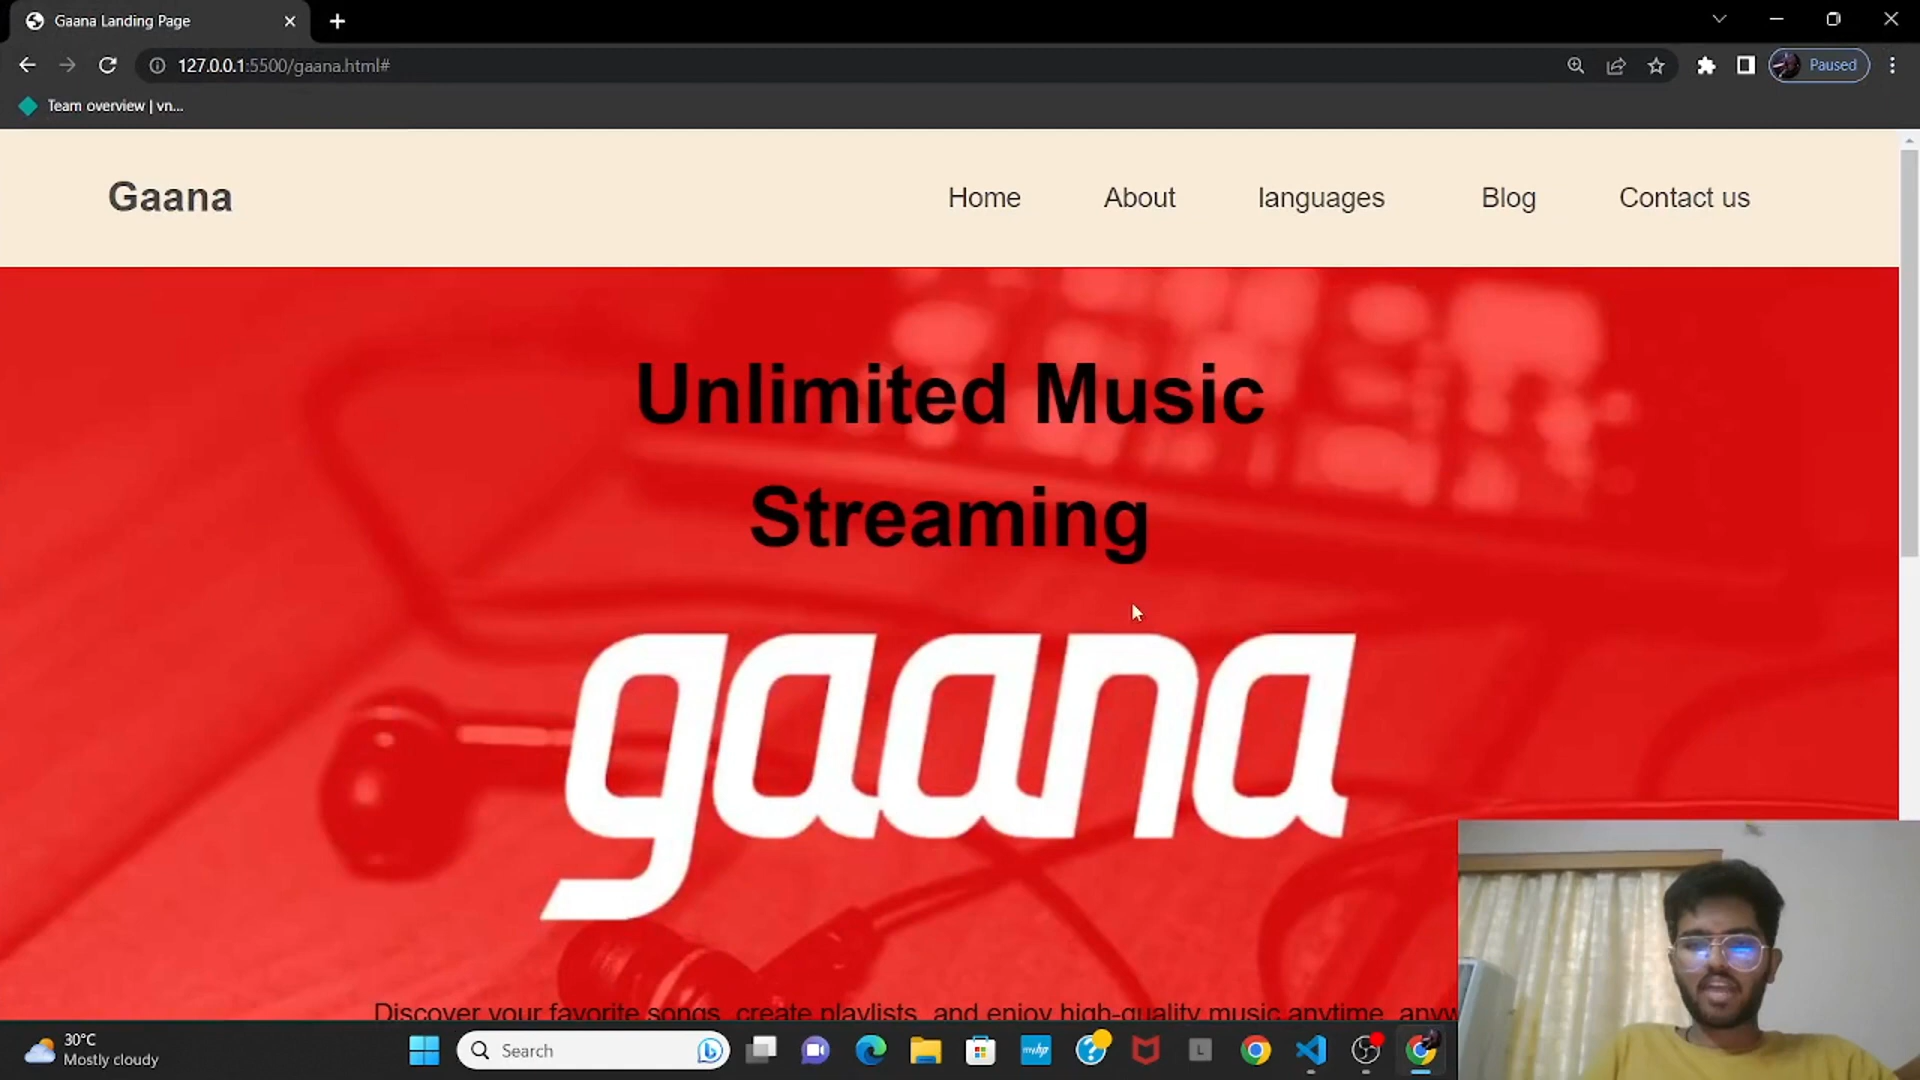 Gaana Landing Page
127.0.0.1:5500/gaana.html#
Paused
Team overview | vn...
Gaana
Home About languages Blog Contact us
Unlimited Music
Streaming
gaana
Discover your favorite songs, create playlists, and enjoy high-quality music anytime, anyw
30°C
Mostly cloudy
Search
myhp
L